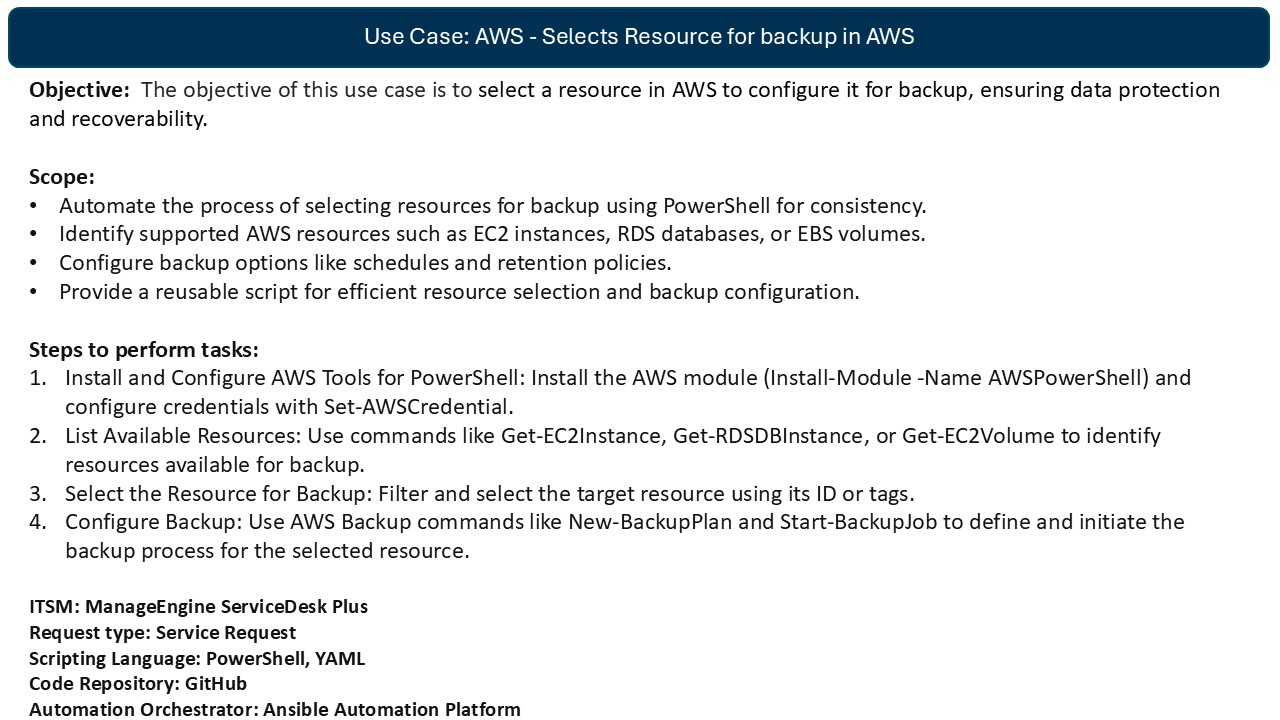 Use Case: AWS - Selects Resource for backup in AWS
Objective: The objective of this use case is to select a resource in AWS to configure it for backup, ensuring data protection
and recoverability.
Scope:
• Automate the process of selecting resources for backup using PowerShell for consistency.
• Identify supported AWS resources such as EC2 instances, RDS databases, or EBS volumes.
• Configure backup options like schedules and retention policies.
• Provide a reusable script for efficient resource selection and backup configuration.
Steps to perform tasks:
1. Install and Configure AWS Tools for PowerShell: Install the AWS module (Install-Module -Name AWSPowerShell) and
configure credentials with Set-AWSCredential.
2. List Available Resources: Use commands like Get-EC2Instance, Get-RDSDBInstance, or Get-EC2Volume to identify
resources available for backup.
3. Select the Resource for Backup: Filter and select the target resource using its ID or tags.
4. Configure Backup: Use AWS Backup commands like New-BackupPlan and Start-BackupJob to define and initiate the
backup process for the selected resource.
ITSM: ManageEngine ServiceDesk Plus
Request type: Service Request
Scripting Language: PowerShell, YAML
Code Repository: GitHub
Automation Orchestrator: Ansible Automation Platform